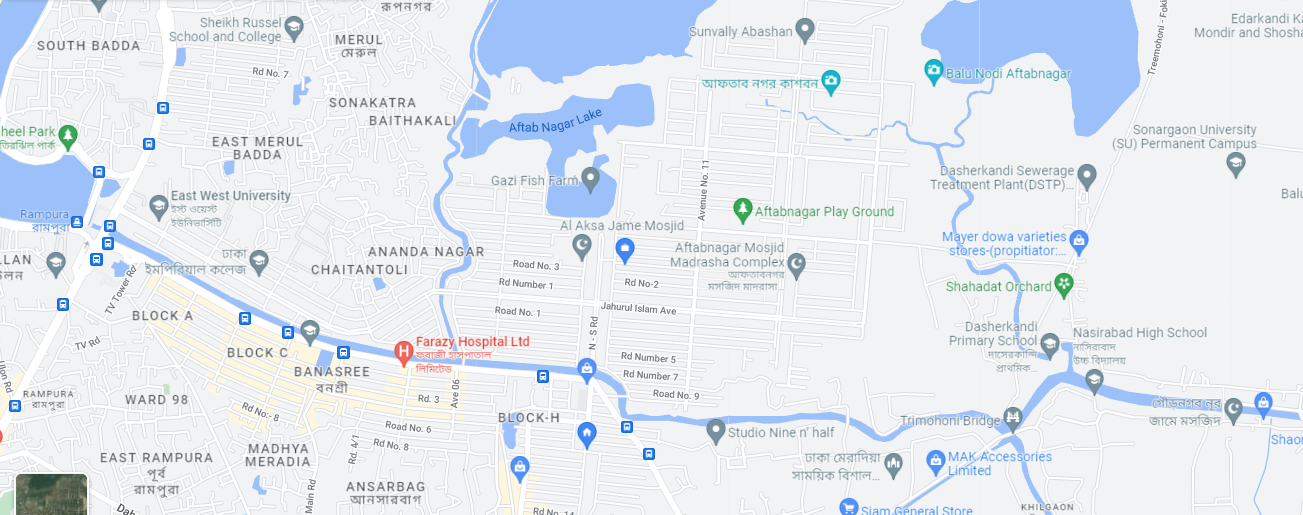 রূপনগর
Sheikh Russel
School and College
SOUTH BADDA
MERUL
মেরুল
Rd No. 7
SONAKATRA
BAITHAKALI
EAST MERUL
BADDA
heel Park
তিরঝিল পার্ক
East West University
ইস্ট ওয়েস্ট
ইউনিভার্সিটি
Rampura
রামপুরা
ঢাকা
ইমপিরিয়াল কলেজ
LLAN
TV Tower Rd
ANANDA NAGAR
CHAITANTOLI
Sunvally Abashan
আফতাব নগর কাশবন
Balu Nodi Aftabnagar
Treemohoni - Fok
Edarkandi K
Mondir and Shosha
Aftab Nagar Lake
Gazi Fish Farm
Sonargaon University
(SU) Permanent Campus
Dasherkandi Sewerage
Treatment Plant(DSTP)...
Balu
Avenue No. 11
Aftabnagar Play Ground
Al Aksa Jame Mosjid
Aftabnagar Mosjid
Madrasha Complex
আফতাবনগর
মসজিদ মাদরাসা...
Mayer dowa varieties
stores-(propitiator:...
Road No. 3
Rd Number 1
Rd No-2
Road No. 1
Jahurul Islam Ave
Shahadat Orchard
BLOCK A
TV Rd
BLOCK C
BANASREE
বনশ্রী
Farazy Hospital Ltd
ফরাজী হাসপাতাল
লিমিটেড
N - S Rd
Rd Number 5
Rd Number 7
Road No. 9
Dasherkandi
Primary School
দাসেরকান্দি
প্রাথমিক...
Nasirabad High School
নাসিরাবাদ
উচ্চ বিদ্যালয়
Ulon Rd
RAMPURA
রামপুরা
WARD 98
Rd No:- 8
Rd. 3
Ave 06
Road No. 6
Rd No. 8
Rd. A/1
BLOCK-H
Studio Nine n' half
Trimohoni Bridge
গৌড়নগর নূর
জামে মসজিদ
MADHYA
MERADIA
EAST RAMPURA
পূর্ব
রামপুরা
ANSARBAG
আনসারবাগ
Main Rd
ঢাকা মেরাদিয়া
সাময়িক বিশাল...
MAK Accessories
Limited
Shaor
Dah
Rd No. 14
Siam General Store
KHILGAON